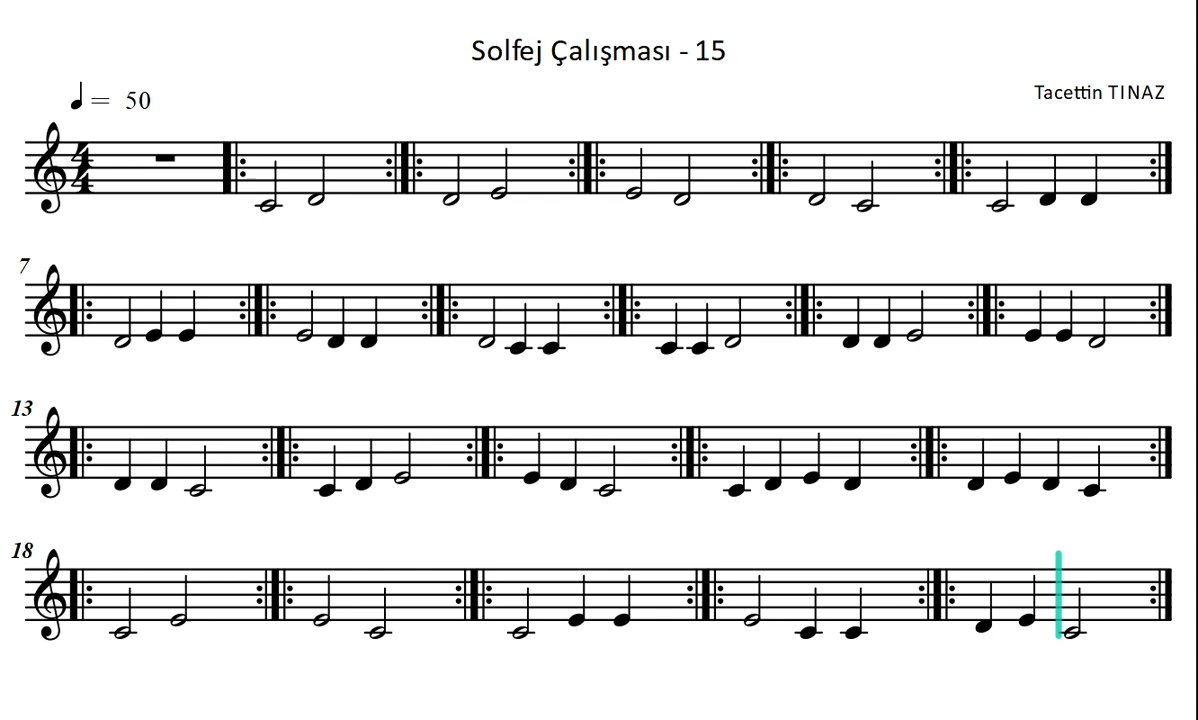 Solfej Çalışması - 15
= 50
Tacettin TINAZ
7
13
18